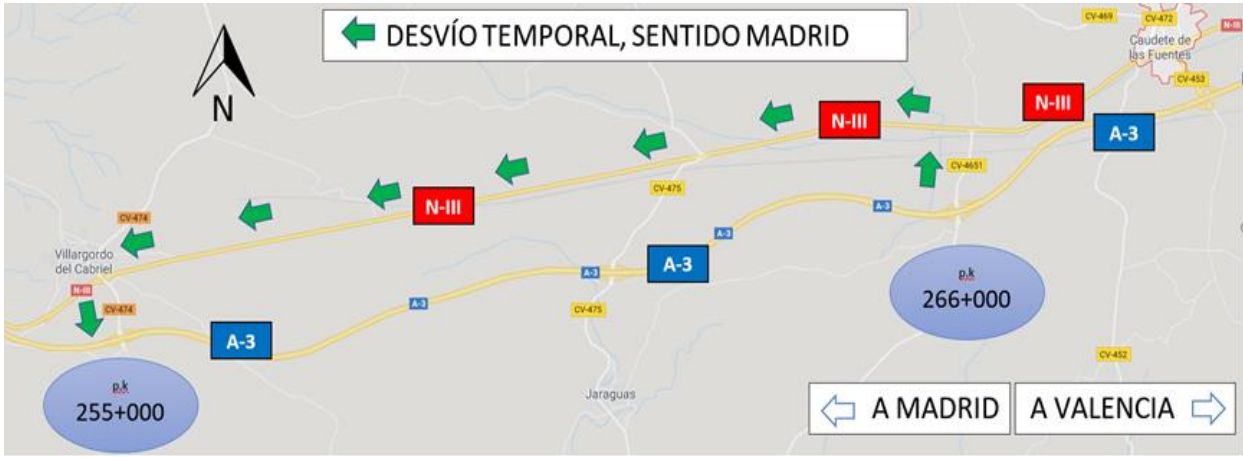 DESVÍO TEMPORAL, SENTIDO MADRID
N
CV-469
CV-472
N-III
Caudete de
las Fuentes
CV-453
N-III
A-3
N-III
CV-4651
CV-475
N-III
A-3
CV-474
A-3
Villargordo
del Cabriel
A-3
A-3
p.k
266+000
N-III
CV-474
A-3
CV-475
A-3
CV-452
p.k
255+000
Jaraguas
A MADRID
A VALENCIA